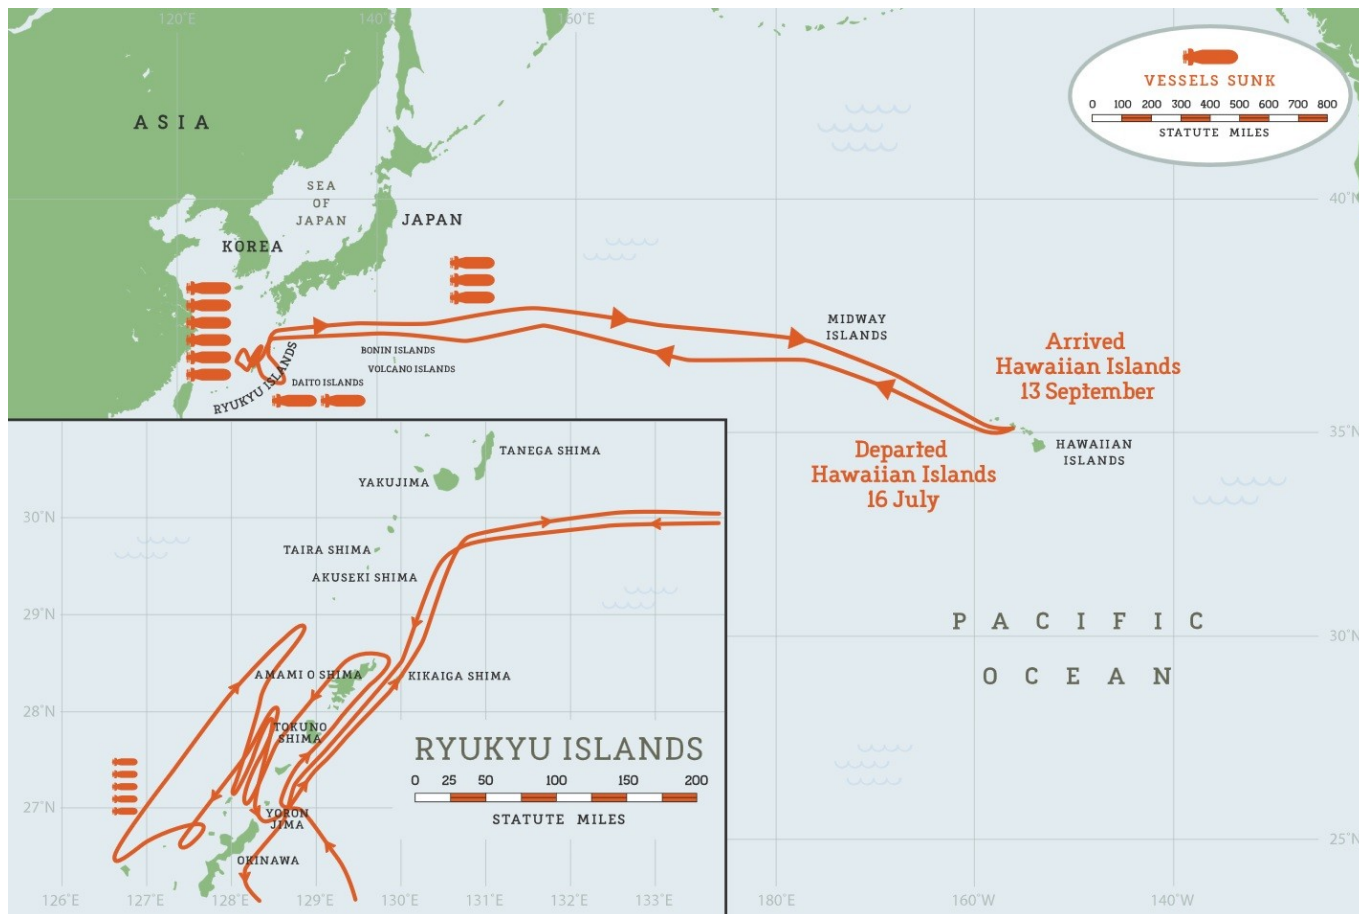 120°E
140°
160°E
VESSELS SUNK
0 100 200 300 400 500 600 700 800
STATUTE MILES
ASIA
SEA
OF
JAPAN
JAPAN
KOREA
40°N
MIDWAY
ISLANDS
BONIN ISLANDS
VOLCANO ISLANDS
DAITO ISLANDS
RYUKYU ISLANDS
Arrived
Hawaiian Islands
13 September
HAWAIIAN
ISLANDS
35°N
Departed
Hawaiian Islands
16 July
PACIFIC
OCEAN
30°N
25°N
180°E
160°W
140°W
TANEGA SHIMA
YAKUJIMA
30°N
TAIRA SHIMA
AKUSEKI SHIMA
29°N
AMAMI O SHIMA
KIKAIGA SHIMA
28°N
TOKUNO
SHIMA
RYUKYU ISLANDS
0 25 50 100 150 200
STATUTE MILES
27°N
YORON
JIMA
OKINAWA
126°E
127°E
128°E
129°E
130°E
131°E
132°E
133°E